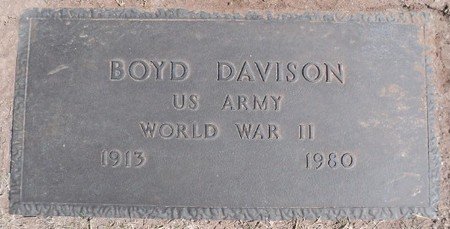 BOYD DAVISON
US ARMY
WORLD WAR II
1913 1980